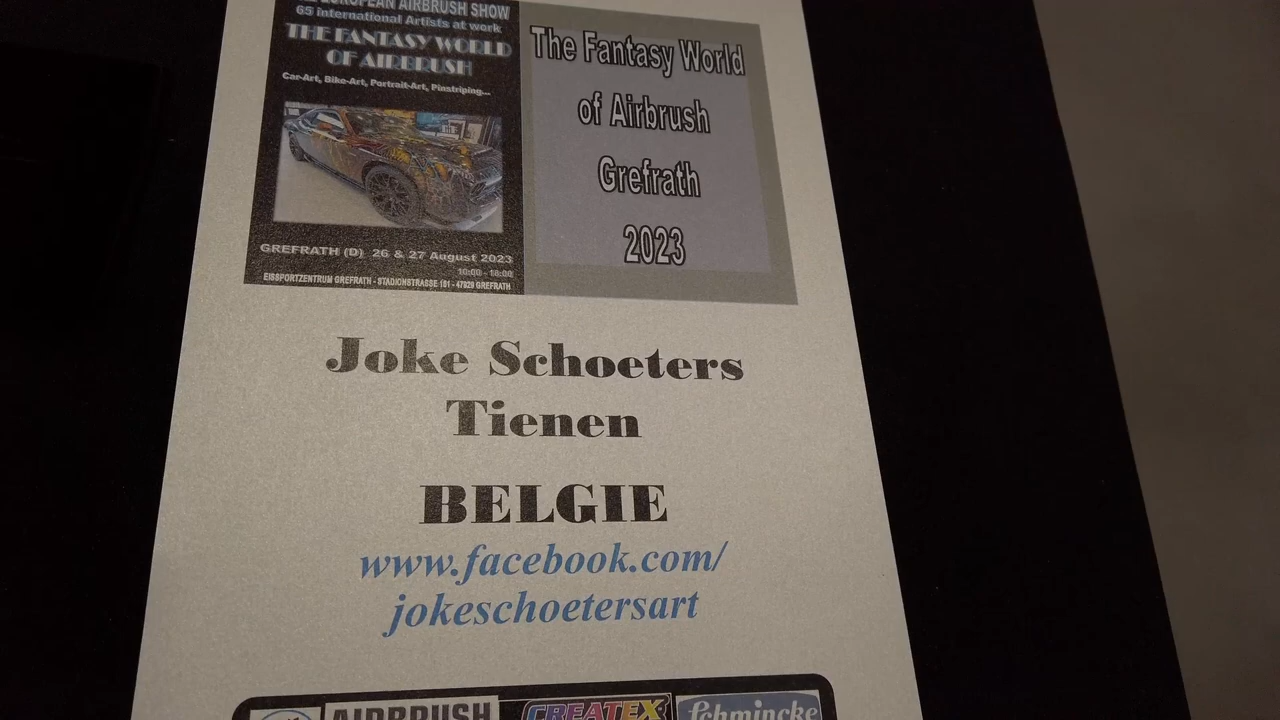 EUROPEAN AIRBRUSH SHOW
65 international Artists at work
THE FANTASY WORLD
OF AIRBRUSH
Car-Art, Bike-Art, Portrait-Art, Pinstriping...
GREFRATH (D) 26 & 27 August 2023
10:00 - 18:00
EISSPORTZENTRUM GREFRATH - STADIONSTRASSE 161 - 47929 GREFRATH
The Fantasy World
of Airbrush
Grefrath
2023
Joke Schoeters
Tienen
BELGIE
www.facebook.com/
jokeschoetersart
AIRBRUSH
CREATEX
Schmincke